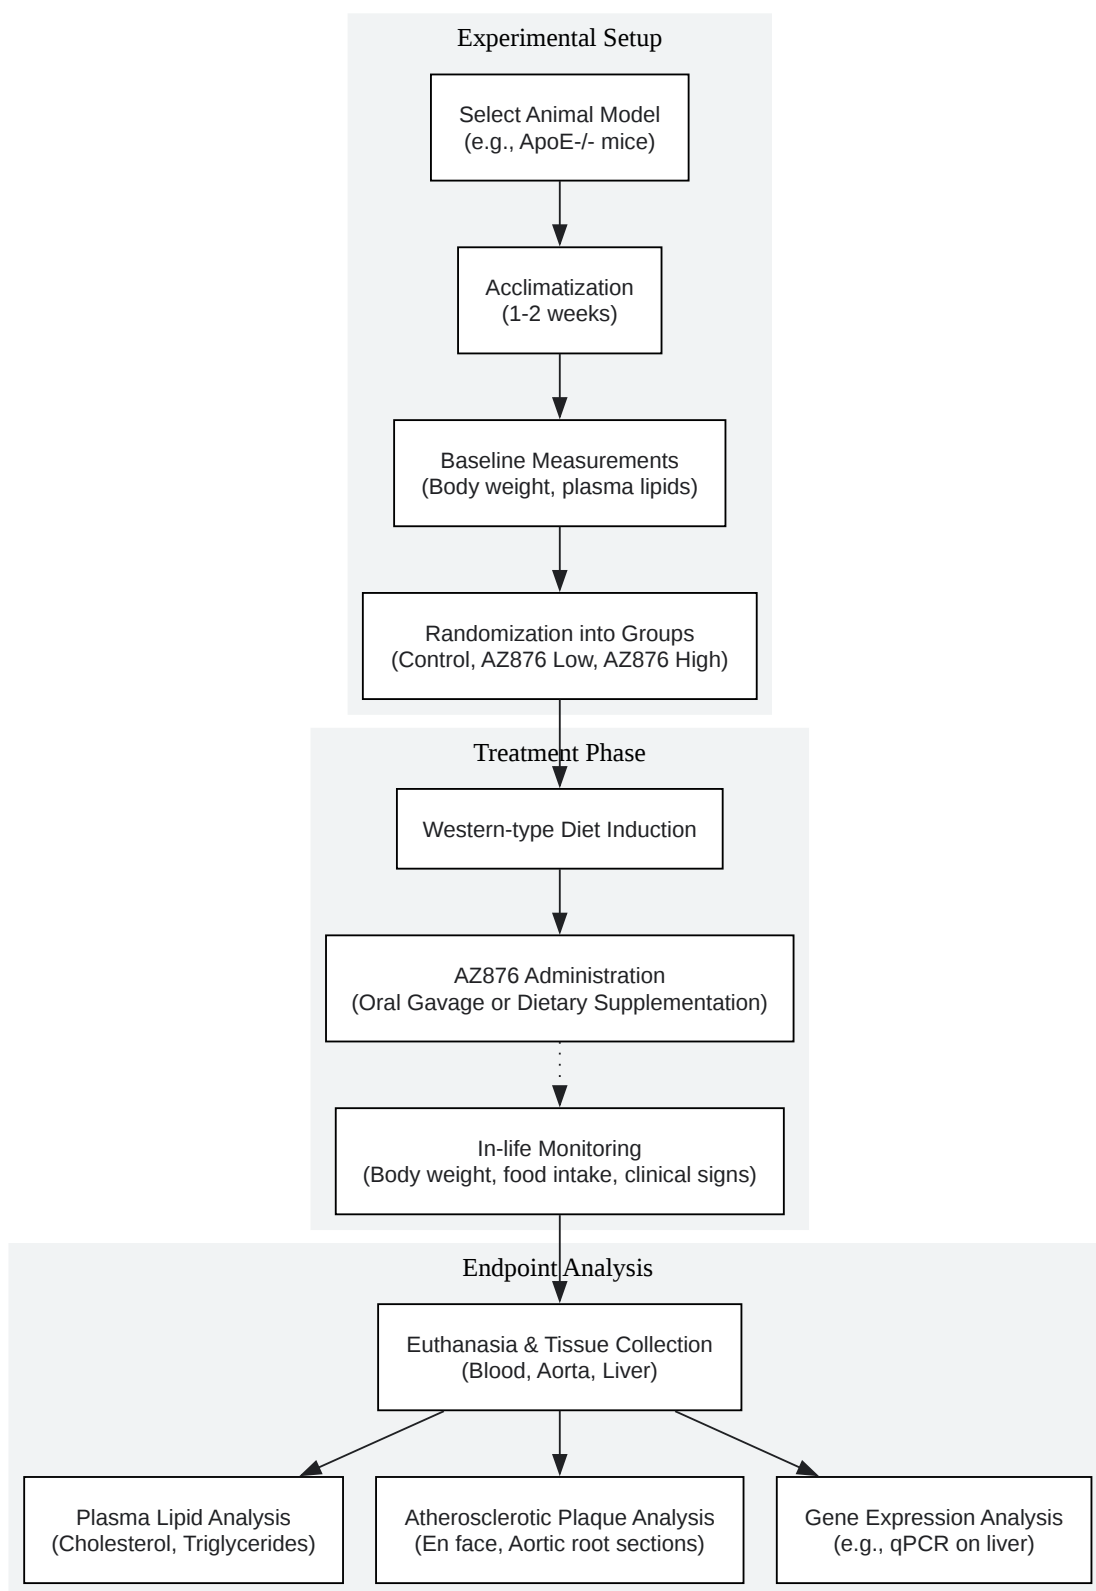 Experimental Setup
Select Animal Model
(e.g., ApoE-/- mice)
Acclimatization
(1-2 weeks)
Baseline Measurements
(Body weight, plasma lipids)
Randomization into Groups
(Control, AZ876 Low, AZ876 High)
Treatment Phase
Western-type Diet Induction
AZ876 Administration
(Oral Gavage or Dietary Supplementation)
In-life Monitoring
(Body weight, food intake, clinical signs)
Endpoint Analysis
Euthanasia & Tissue Collection
(Blood, Aorta, Liver)
Plasma Lipid Analysis
(Cholesterol, Triglycerides)
Atherosclerotic Plaque Analysis
(En face, Aortic root sections)
Gene Expression Analysis
(e.g., qPCR on liver)